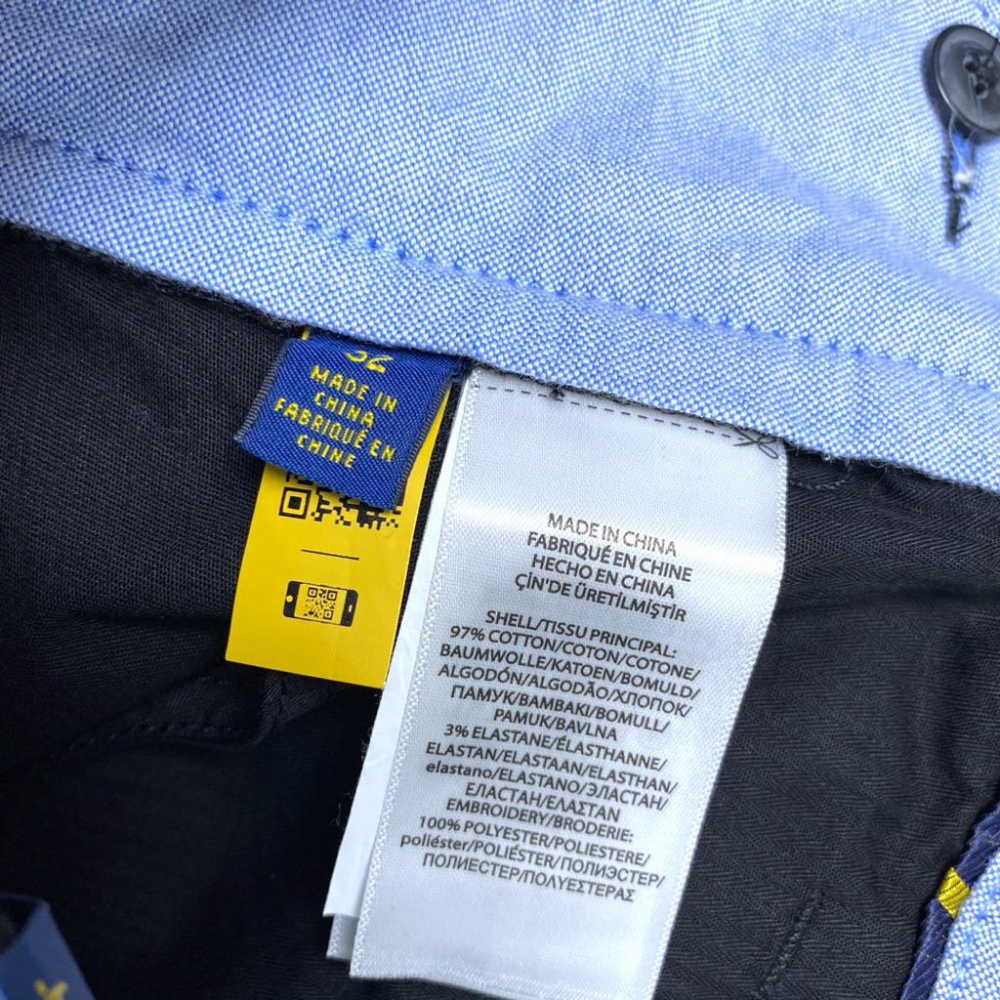 32
MADE IN
CHINA
FABRIQUÉ EN
CHINE
MADE IN CHINA
FABRIQUÉ EN CHINE
HECHO EN CHINA
ÇİN'DE ÜRETİLMİŞTİR
SHELL/TISSU PRINCIPAL:
97% COTTON/COTON/COTONE/
BAUMWOLLE/KATOEN/BOMULD/
ALGODÓN/ALGODÃO/ХЛОПОК/
ПАМУК/BAMBAKI/BOMULL/
PAMUK/BAVLNA
3% ELASTANE/ÉLASTHANNE/
ELASTAN/ELASTAAN/ELASTHAN/
elastano/ELASTANO/ЭЛАСТАН/
ЕЛАСТАН/ΕΛΑΣΤΑΝ
EMBROIDERY/BRODERIE:
100% POLYESTER/POLIESTERE/
poliéster/POLIÉSTER/ПОЛИЭСТЕР/
ПОЛИЕСТЕР/ΠΟΛΥΕΣΤΕΡΑΣ